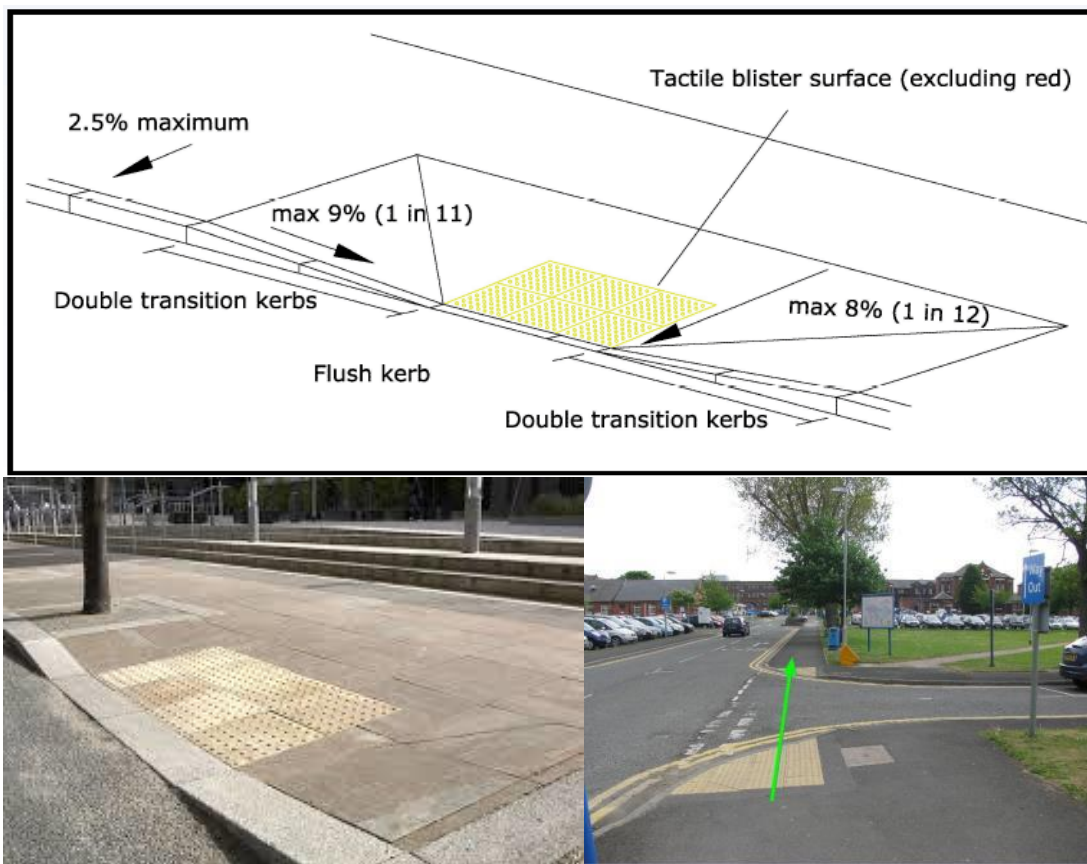 Tactile blister surface (excluding red)
2.5% maximum
max 9% (1 in 11)
Double transition kerbs
max 8% (1 in 12)
Flush kerb
Double transition kerbs
Way
Out